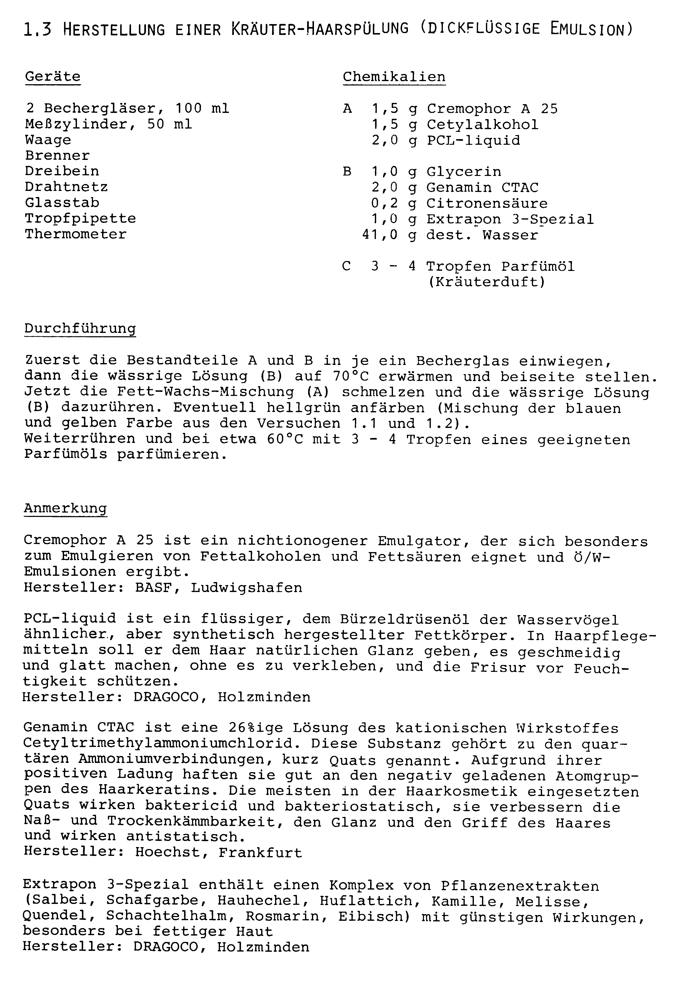 1.3 HERSTELLUNG EINER KRÄUTER-HAARSPÜLUNG (DICKFLÜSSIGE EMULSION)
Geräte
2 Bechergläser, 100 ml
Meßzylinder, 50 ml
Waage
Brenner
Dreibein
Drahtnetz
Glasstab
Tropfpipette
Thermometer
Chemikalien
A 1,5 g Cremophor A 25
1,5 g Cetylalkohol
2,0 g PCL-liquid
B 1,0 g Glycerin
2,0 g Genamin CTAC
0,2 g Citronensäure
1,0 g Extrapon 3-Spezial
41,0 g dest. Wasser
C 3 - 4 Tropfen Parfümöl
(Kräuterduft)
Durchführung
Zuerst die Bestandteile A und B in je ein Becherglas einwiegen,
dann die wässrige Lösung (B) auf 70°C erwärmen und beiseite stellen.
Jetzt die Fett-Wachs-Mischung (A) schmelzen und die wässrige Lösung
(B) dazurühren. Eventuell hellgrün anfärben (Mischung der blauen
und gelben Farbe aus den Versuchen 1.1 und 1.2).
Weiterrühren und bei etwa 60°C mit 3 - 4 Tropfen eines geeigneten
Parfümöls parfümieren.
Anmerkung
Cremophor A 25 ist ein nichtionogener Emulgator, der sich besonders
zum Emulgieren von Fettalkoholen und Fettsäuren eignet und Ö/W-
Emulsionen ergibt.
Hersteller: BASF, Ludwigshafen
PCL-liquid ist ein flüssiger, dem Bürzeldrüsenöl der Wasservögel
ähnlicher, aber synthetisch hergestellter Fettkörper. In Haarpflege-
mitteln soll er dem Haar natürlichen Glanz geben, es geschmeidig
und glatt machen, ohne es zu verkleben, und die Frisur vor Feuch-
tigkeit schützen.
Hersteller: DRAGOCO, Holzminden
Genamin CTAC ist eine 26%ige Lösung des kationischen Wirkstoffes
Cetyltrimethylammoniumchlorid. Diese Substanz gehört zu den quar-
tären Ammoniumverbindungen, kurz Quats genannt. Aufgrund ihrer
positiven Ladung haften sie gut an den negativ geladenen Atomgrup-
pen des Haarkeratins. Die meisten in der Haarkosmetik eingesetzten
Quats wirken baktericid und bakteriostatisch, sie verbessern die
Naß- und Trockenkämmbarkeit, den Glanz und den Griff des Haares
und wirken antistatisch.
Hersteller: Hoechst, Frankfurt
Extrapon 3-Spezial enthält einen Komplex von Pflanzenextrakten
(Salbei, Schafgarbe, Hauhechel, Huflattich, Kamille, Melisse,
Quendel, Schachtelhalm, Rosmarin, Eibisch) mit günstigen Wirkungen,
besonders bei fettiger Haut
Hersteller: DRAGOCO, Holzminden